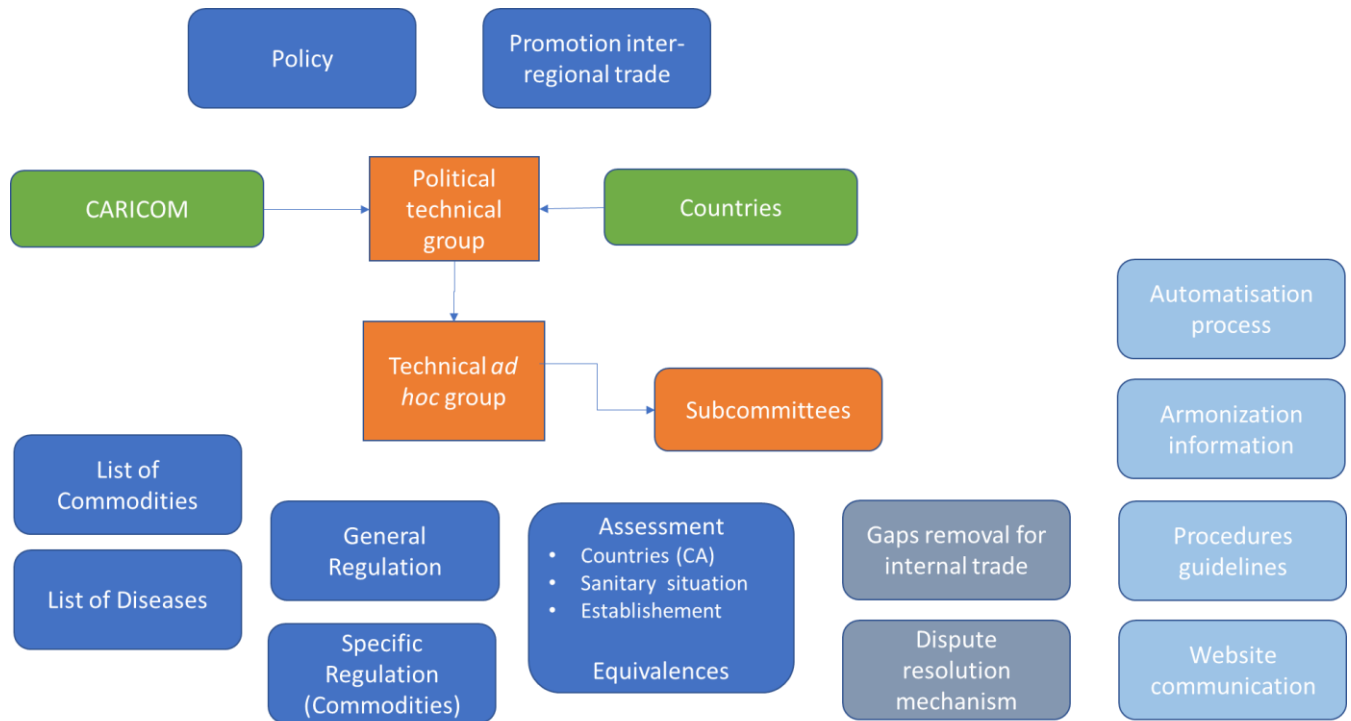 Policy
Promotion inter-
regional trade
CARICOM
Political
technical
group
Countries
Automatisation
process
Technical ad
hoc group
Subcommittees
Armonization
information
List of
Commodities
List of Diseases
General
Regulation
Specific
Regulation
(Commodities)
Assessment
• Countries (CA)
• Sanitary situation
• Establishement
Equivalences
Gaps removal for
internal trade
Dispute
resolution
mechanism
Procedures
guidelines
Website
communication